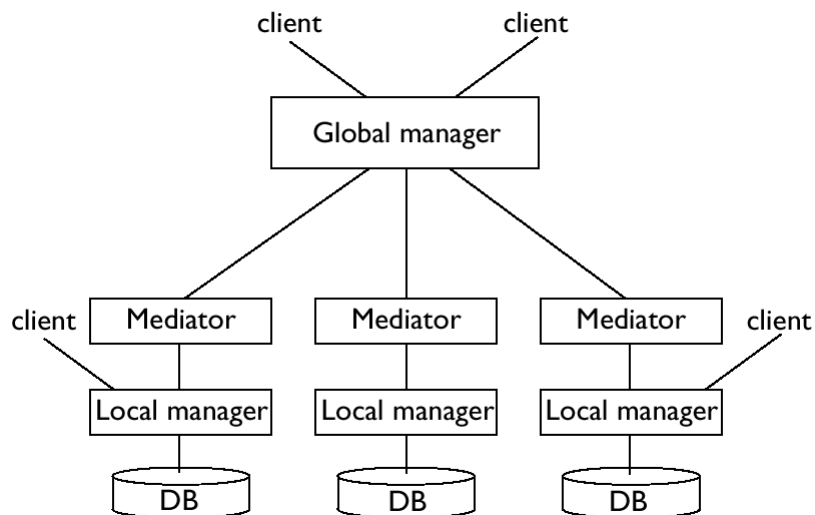 client client
Global manager
Mediator Mediator Mediator
client client
Local manager Local manager Local manager
DB DB DB